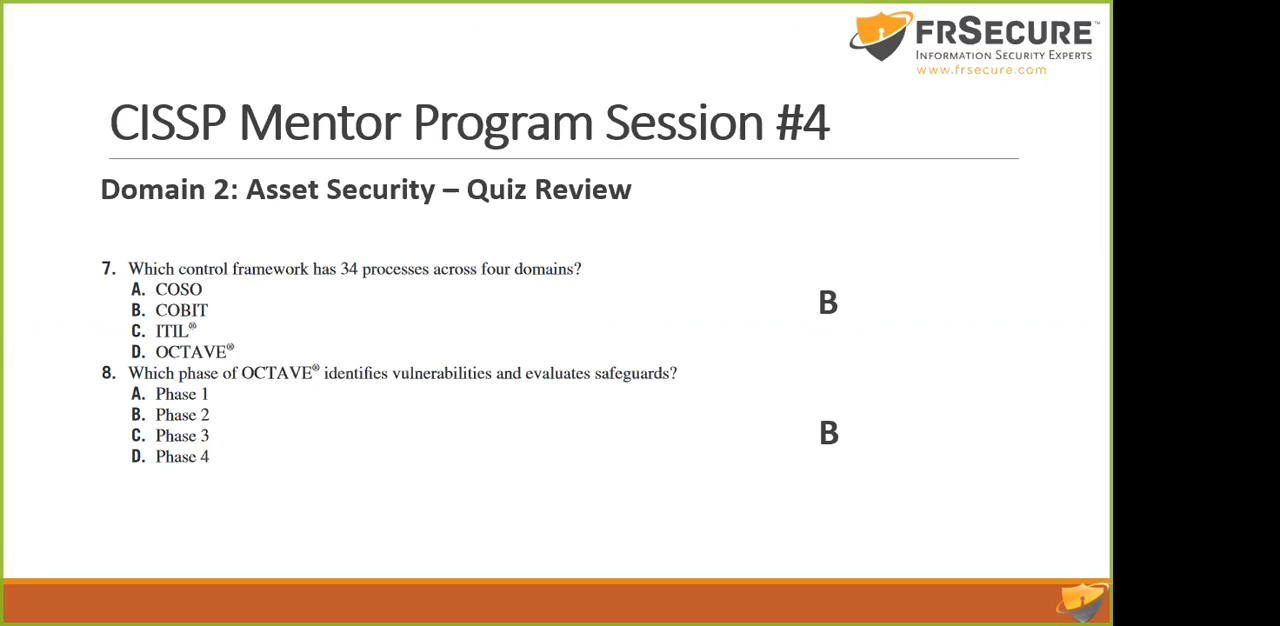 FRSECURE™
INFORMATION SECURITY EXPERTS
www.frsecure.com
CISSP Mentor Program Session #4
Domain 2: Asset Security – Quiz Review
7. Which control framework has 34 processes across four domains?
A. COSO
B. COBIT
C. ITIL®
D. OCTAVE®
B
8. Which phase of OCTAVE® identifies vulnerabilities and evaluates safeguards?
A. Phase 1
B. Phase 2
C. Phase 3
D. Phase 4
B